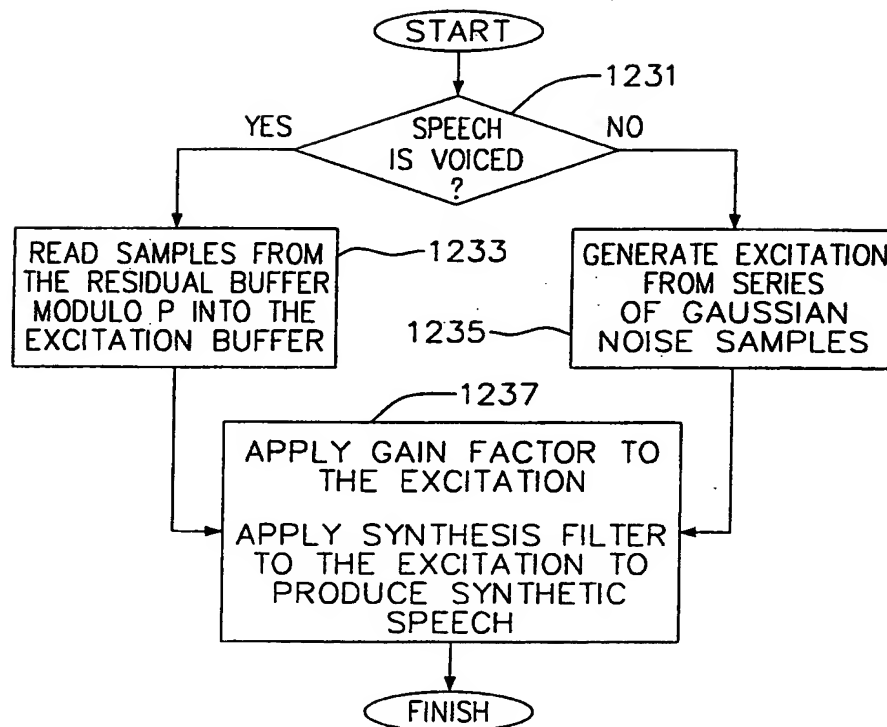 START
1231
YES
SPEECH
IS VOICED
?
NO
READ SAMPLES FROM
THE RESIDUAL BUFFER
MODULO P INTO THE
EXCITATION BUFFER
1233
GENERATE EXCITATION
FROM SERIES
OF GAUSSIAN
NOISE SAMPLES
1235
1237
APPLY GAIN FACTOR TO
THE EXCITATION
APPLY SYNTHESIS FILTER
TO THE EXCITATION TO
PRODUCE SYNTHETIC
SPEECH
FINISH